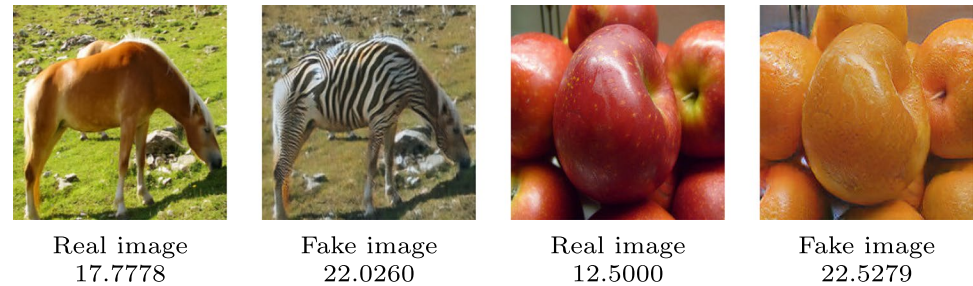 Real image
17.7778
Fake image
22.0260
Real image
12.5000
Fake image
22.5279